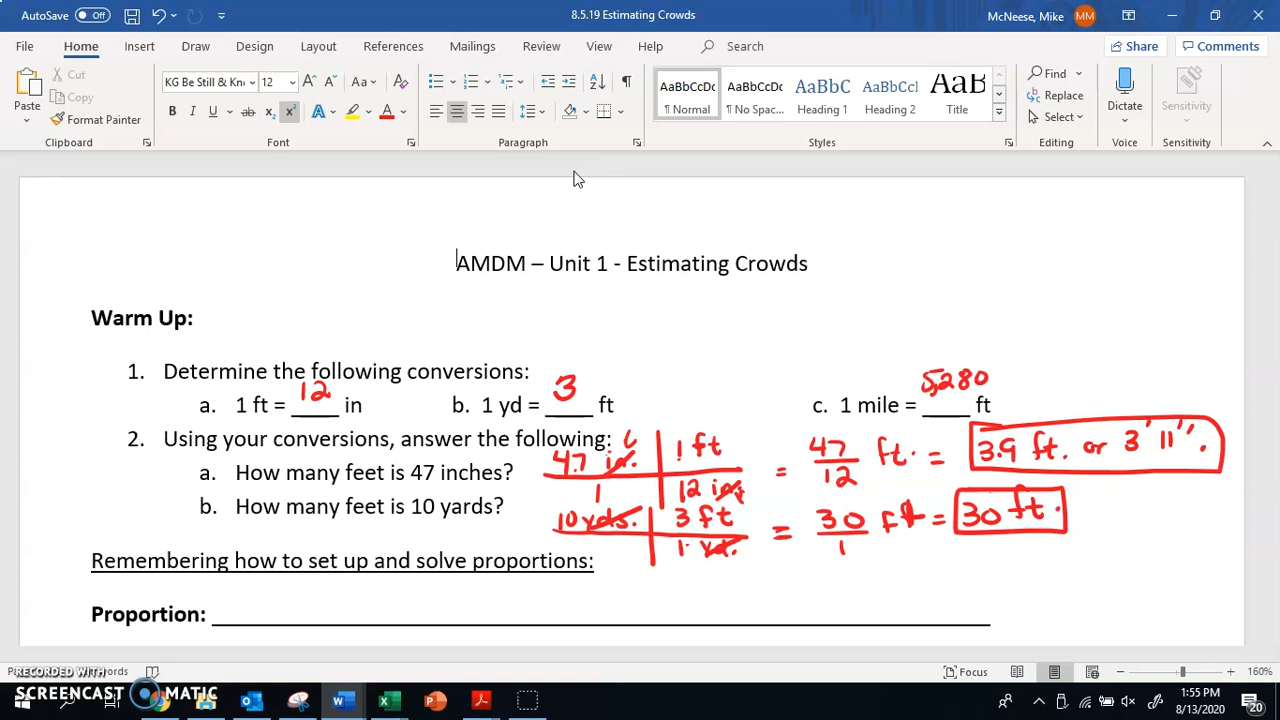 AutoSave Off 8.5.19 Estimating Crowds McNeese, Mike MM
File Home Insert Draw Design Layout References Mailings Review View Help Search Share Comments
Paste Cut Copy Format Painter
KG Be Still & Kn 12
AaBbCcDc AaBbCcDc AaBbC AaBbCcI AaB
¶ Normal ¶ No Spac... Heading 1 Heading 2 Title
Find Replace Select
Dictate Sensitivity
Clipboard Font Paragraph Styles Editing Voice Sensitivity
AMDM – Unit 1 - Estimating Crowds
Warm Up:
1. Determine the following conversions:
a. 1 ft = 12 in b. 1 yd = 3 ft c. 1 mile = 5,280 ft
2. Using your conversions, answer the following:
a. How many feet is 47 inches? 47 in. 1 ft / 1 12 in = 47/12 ft. = 3.9 ft. or 3' 11".
b. How many feet is 10 yards? 10 yds. 3 ft / 1 yd. = 30/1 ft = 30 ft.
Remembering how to set up and solve proportions:
Proportion: ____
RECORDED WITH words Focus 160%
SCREENCAST MATIC 1:55 PM
8/13/2020 20